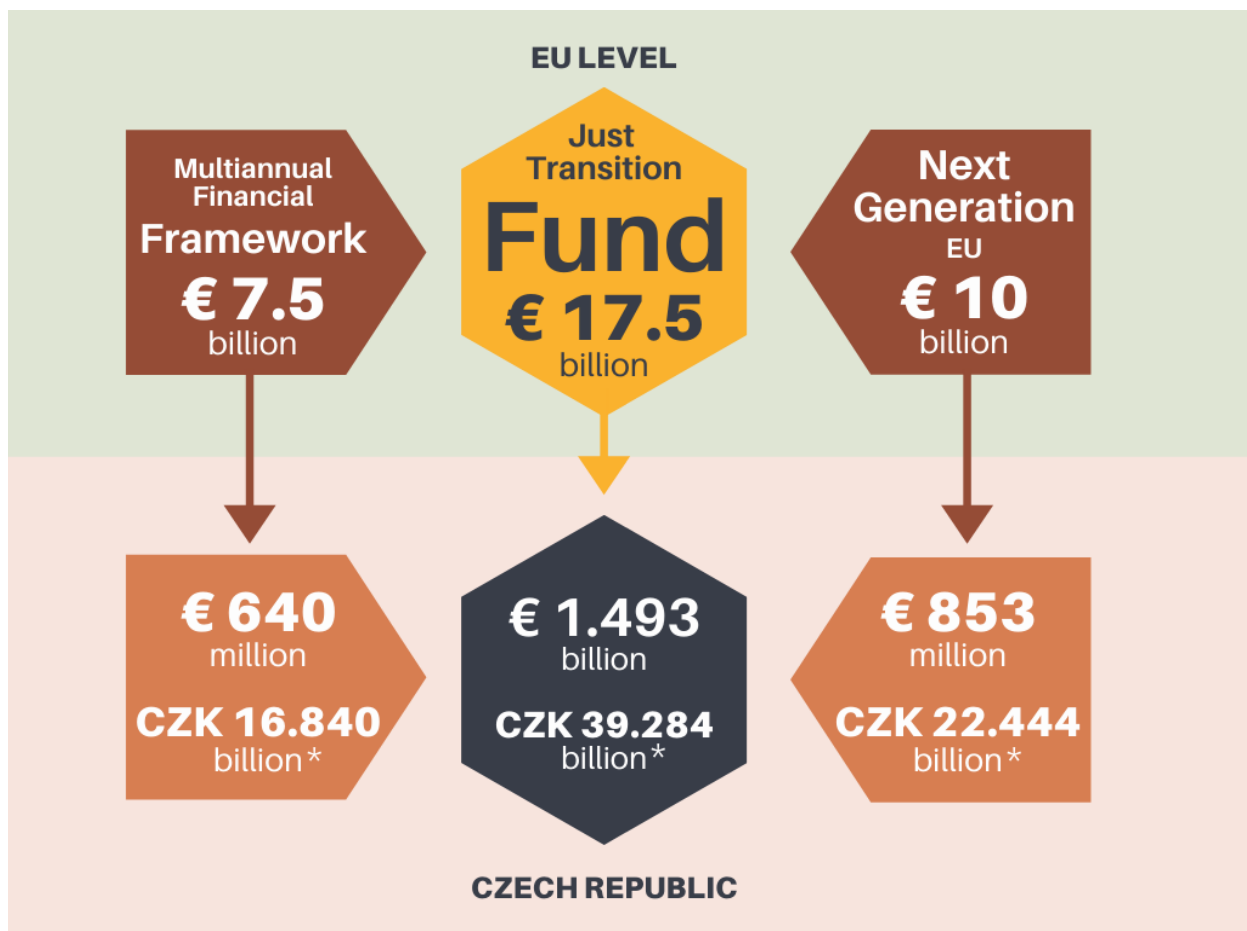 EU LEVEL
Multiannual
Financial
Framework
€ 7.5
billion
Just
Transition
Fund
€ 17.5
billion
Next
Generation
EU
€ 10
billion
€ 640
million
CZK 16.840
billion*
€ 1.493
billion
CZK 39.284
billion*
€ 853
million
CZK 22.444
billion*
CZECH REPUBLIC